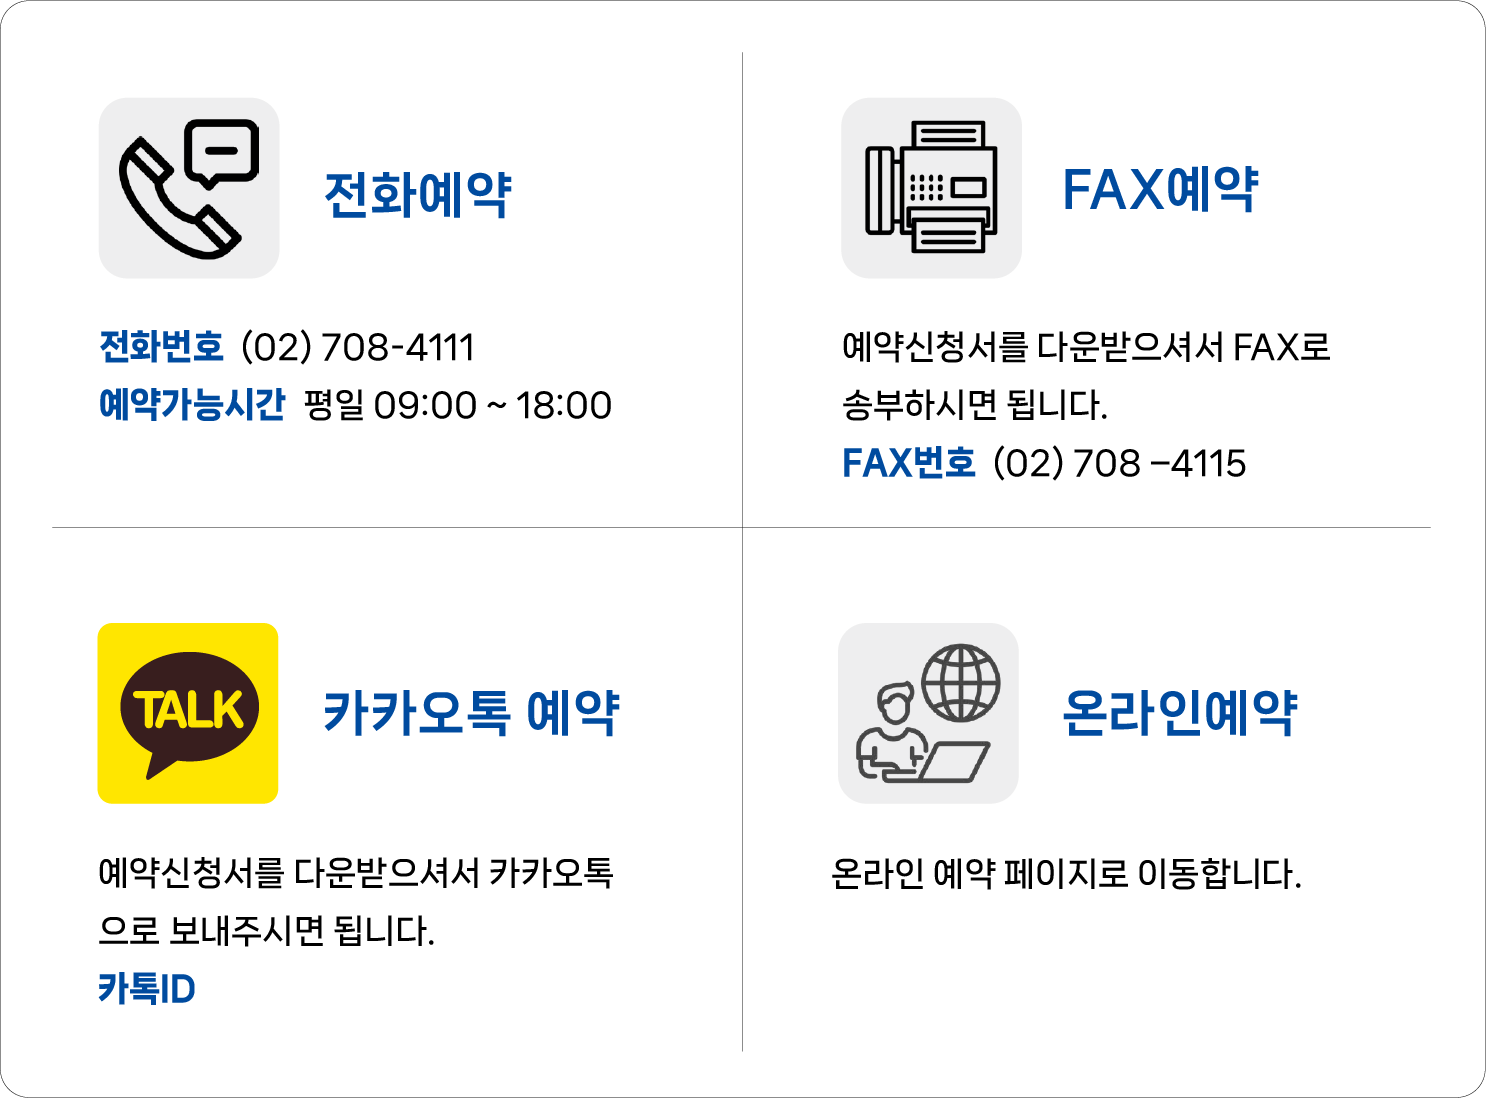 전화예약
전화번호 (02) 708-4111
예약가능시간 평일 09:00 ~ 18:00
FAX예약
예약신청서를 다운받으셔서 FAX로
송부하시면 됩니다.
FAX번호 (02) 708 –4115
TALK
카카오톡 예약
예약신청서를 다운받으셔서 카카오톡
으로 보내주시면 됩니다.
카톡ID
온라인예약
온라인 예약 페이지로 이동합니다.